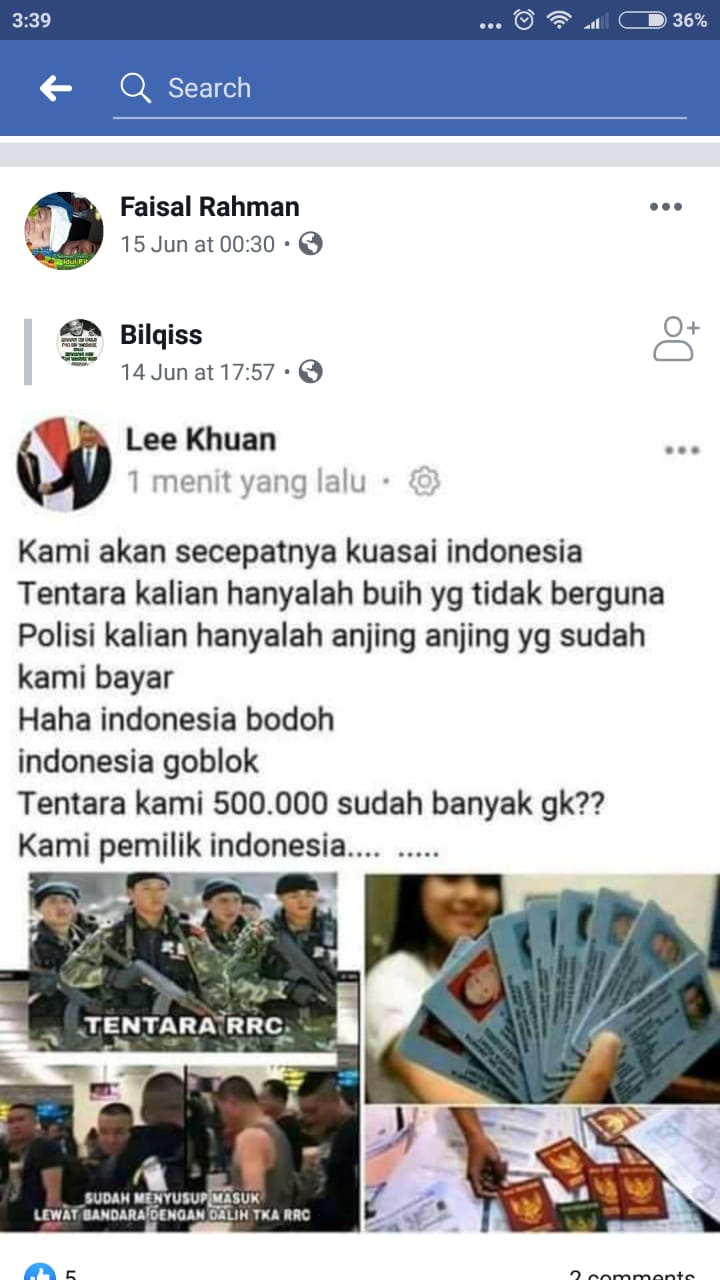 3:39
36%
Search
Faisal Rahman
15 Jun at 00:30
Bilqiss
14 Jun at 17:57
Lee Khuan
1 menit yang lalu
Kami akan secepatnya kuasai indonesia
Tentara kalian hanyalah buih yg tidak berguna
Polisi kalian hanyalah anjing anjing yg sudah
kami bayar
Haha indonesia bodoh
indonesia goblok
Tentara kami 500.000 sudah banyak gk??
Kami pemilik indonesia.... .....
TENTARA RRC
SUDAH MENYUSUP MASUK
LEWAT BANDARA DENGAN DALIH TKA RRC
5
2 comments